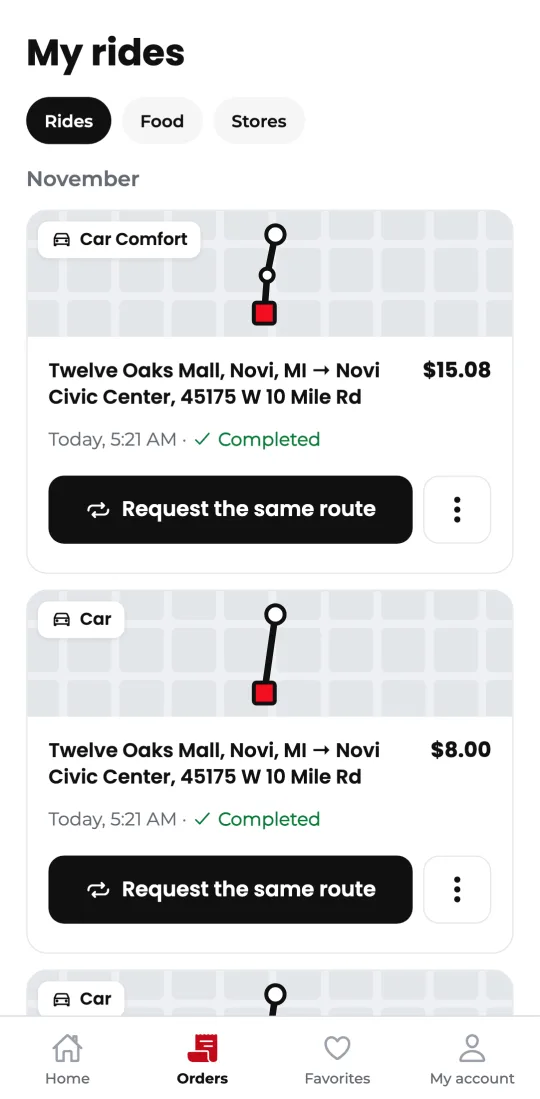 My rides
Rides
Food
Stores
November
Car Comfort
Twelve Oaks Mall, Novi, MI → Novi
Civic Center, 45175 W 10 Mile Rd
$15.08
Today, 5:21 AM · ✓ Completed
Request the same route
Car
Twelve Oaks Mall, Novi, MI → Novi
Civic Center, 45175 W 10 Mile Rd
$8.00
Today, 5:21 AM · ✓ Completed
Request the same route
Car
Home
Orders
Favorites
My account